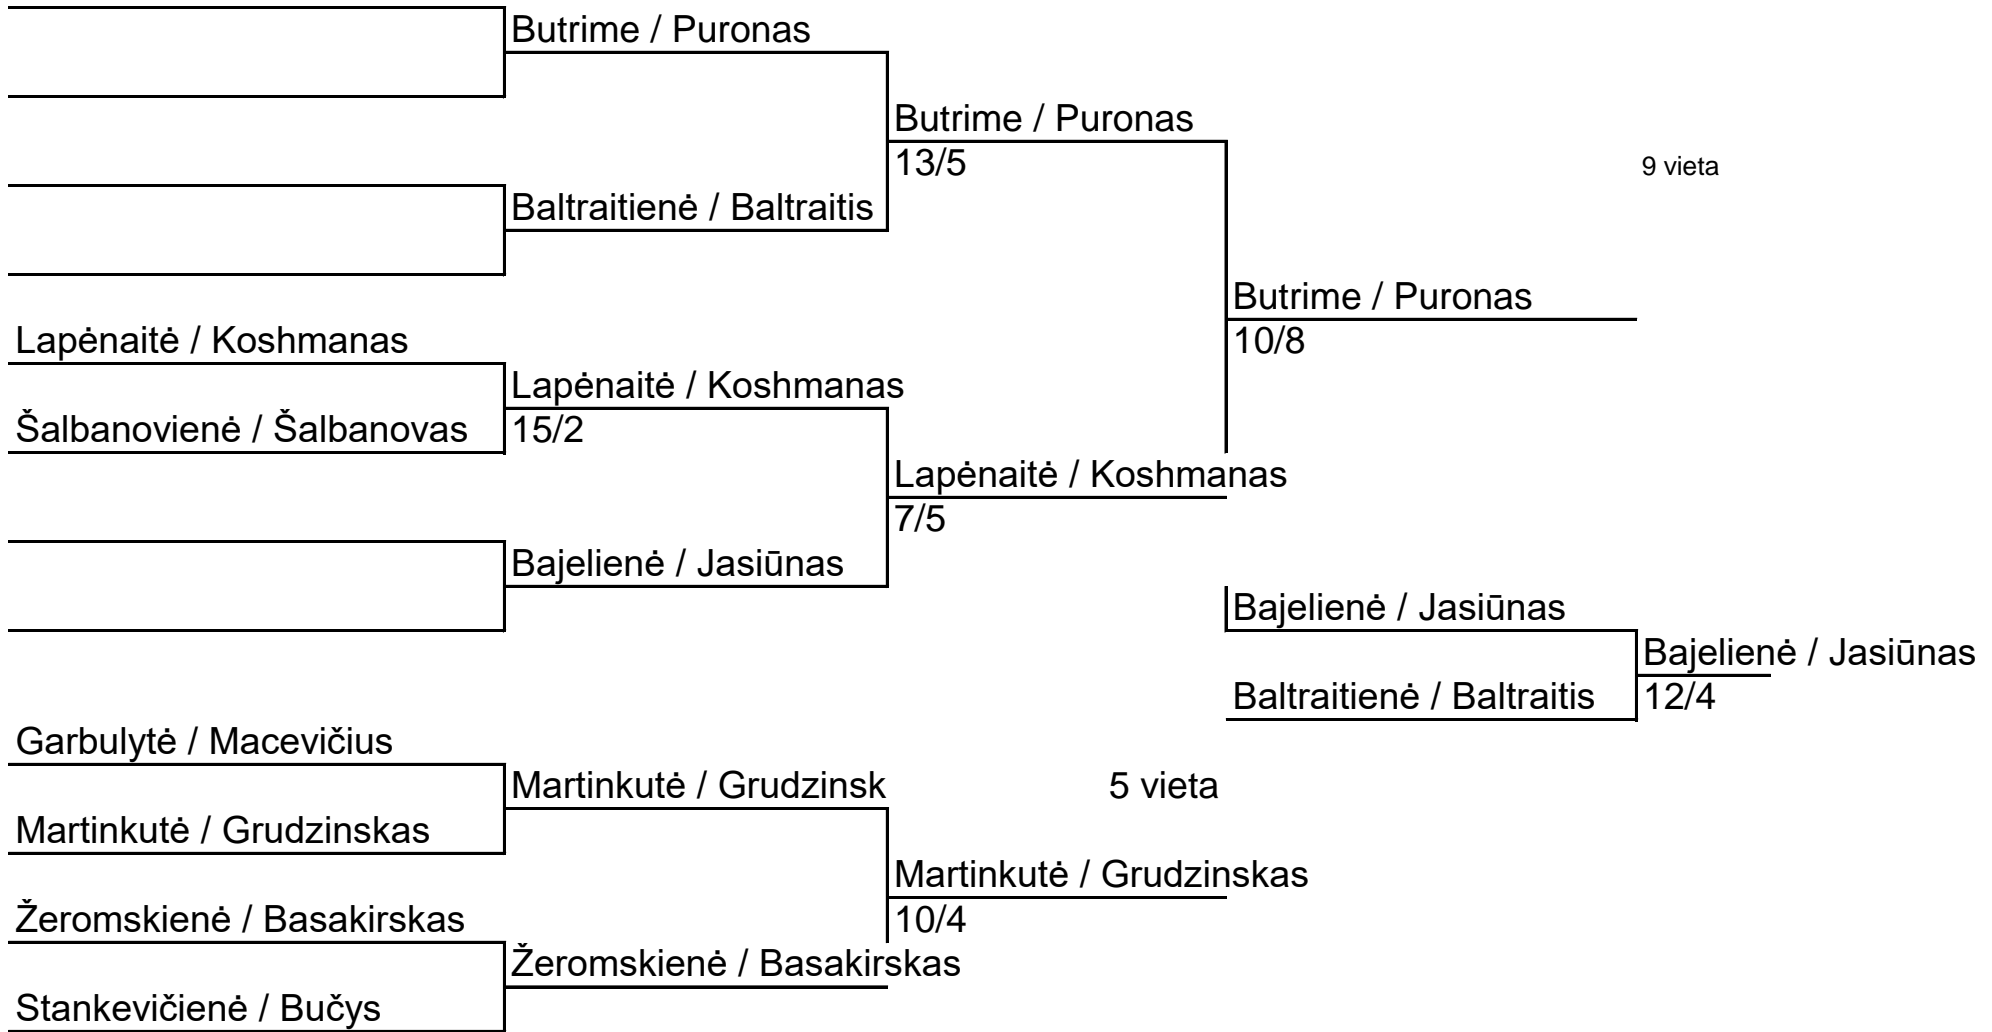 Butrime / Puronas
Butrime / Puronas
13/5
9 vieta
Baltraitienė / Baltraitis
Butrime / Puronas
10/8
Lapėnaitė / Koshmanas
Lapėnaitė / Koshmanas
15/2
Šalbanovienė / Šalbanovas
Lapėnaitė / Koshmanas
7/5
Bajelienė / Jasiūnas
Bajelienė / Jasiūnas
Bajelienė / Jasiūnas
12/4
Baltraitienė / Baltraitis
Garbulytė / Macevičius
Martinkutė / Grudzinsk
5 vieta
Martinkutė / Grudzinskas
Martinkutė / Grudzinskas
10/4
Žeromskienė / Basakirskas
Žeromskienė / Basakirskas
Stankevičienė / Bučys